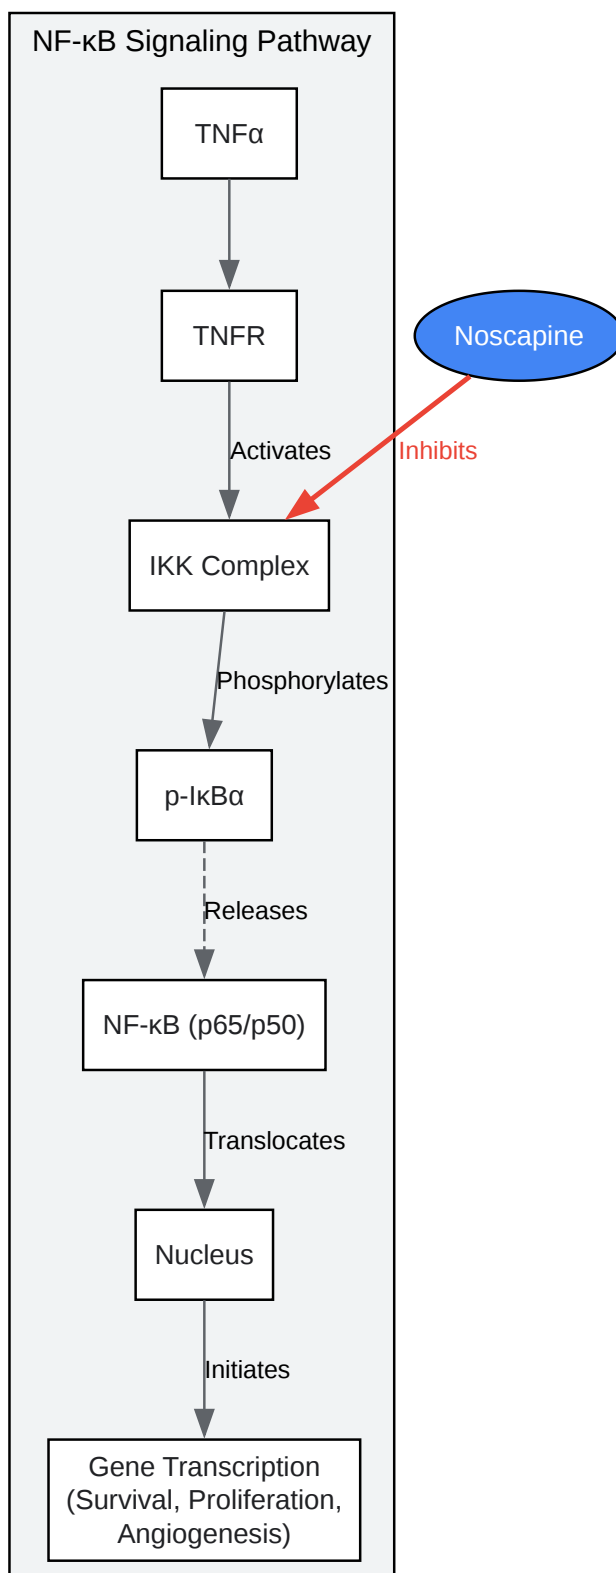 NF-κB Signaling Pathway
TNFα
TNFR
Noscapine
Activates
Inhibits
IKK Complex
Phosphorylates
p-IκBα
Releases
NF-κB (p65/p50)
Translocates
Nucleus
Initiates
Gene Transcription
(Survival, Proliferation,
Angiogenesis)